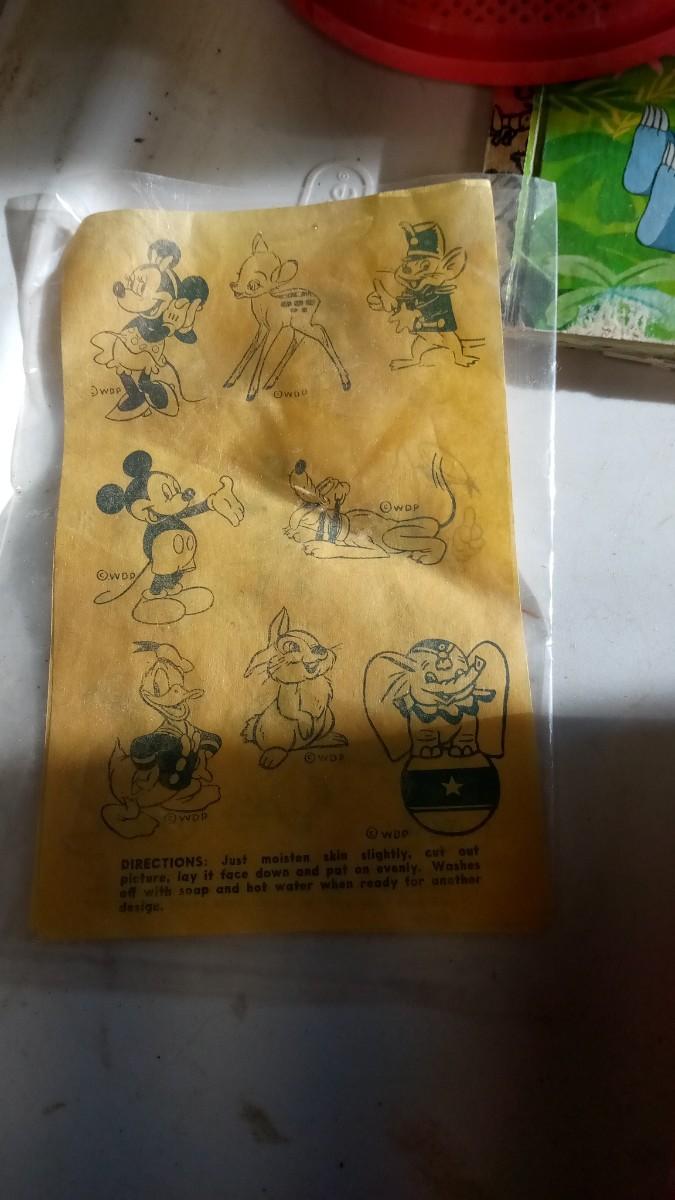 ©WDP
©WDP
©WDP
©WDP
©WDP
©WDP
©WDP
DIRECTIONS: Just moisten skin slightly, cut out
picture, lay it face down and pat on evenly. Washes
off with soap and hot water when ready for another
design.